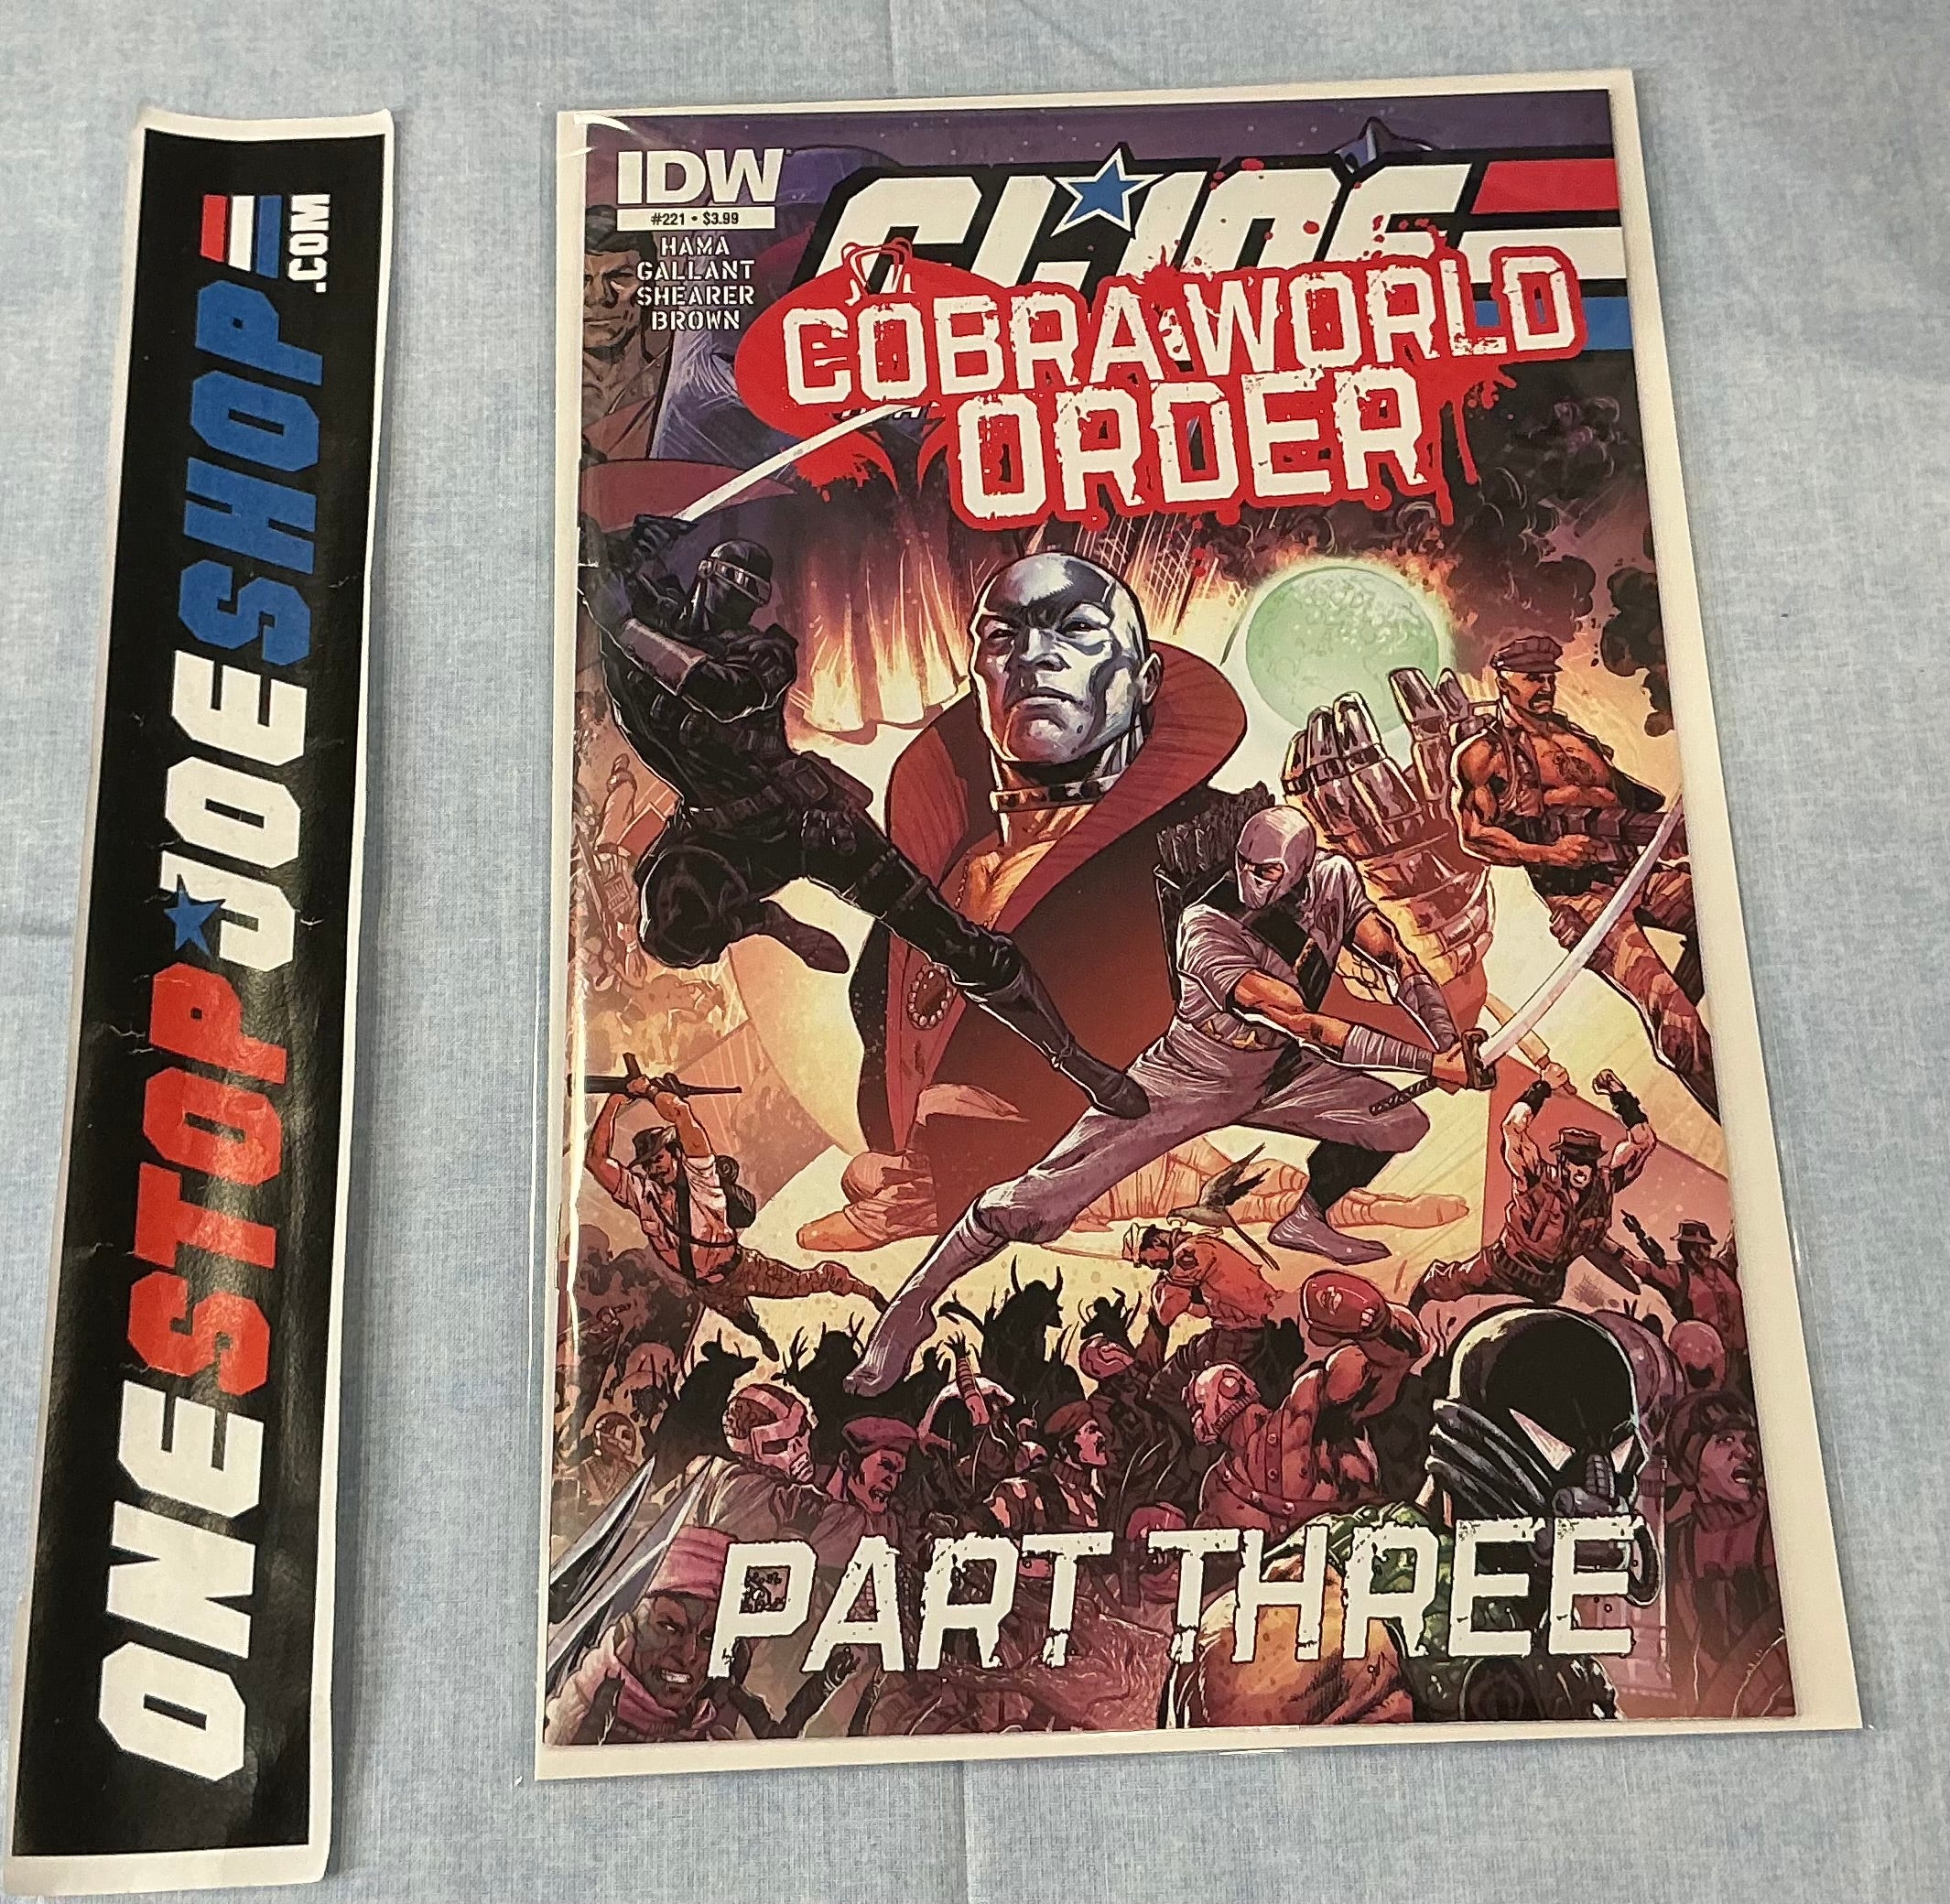 ONESTOPJOESHOP
.COM
IDW
#221 • $3.99
HAMA
GALLANT
SHEARER
BROWN
G.I. JOE
COBRA WORLD
ORDER
PART THREE